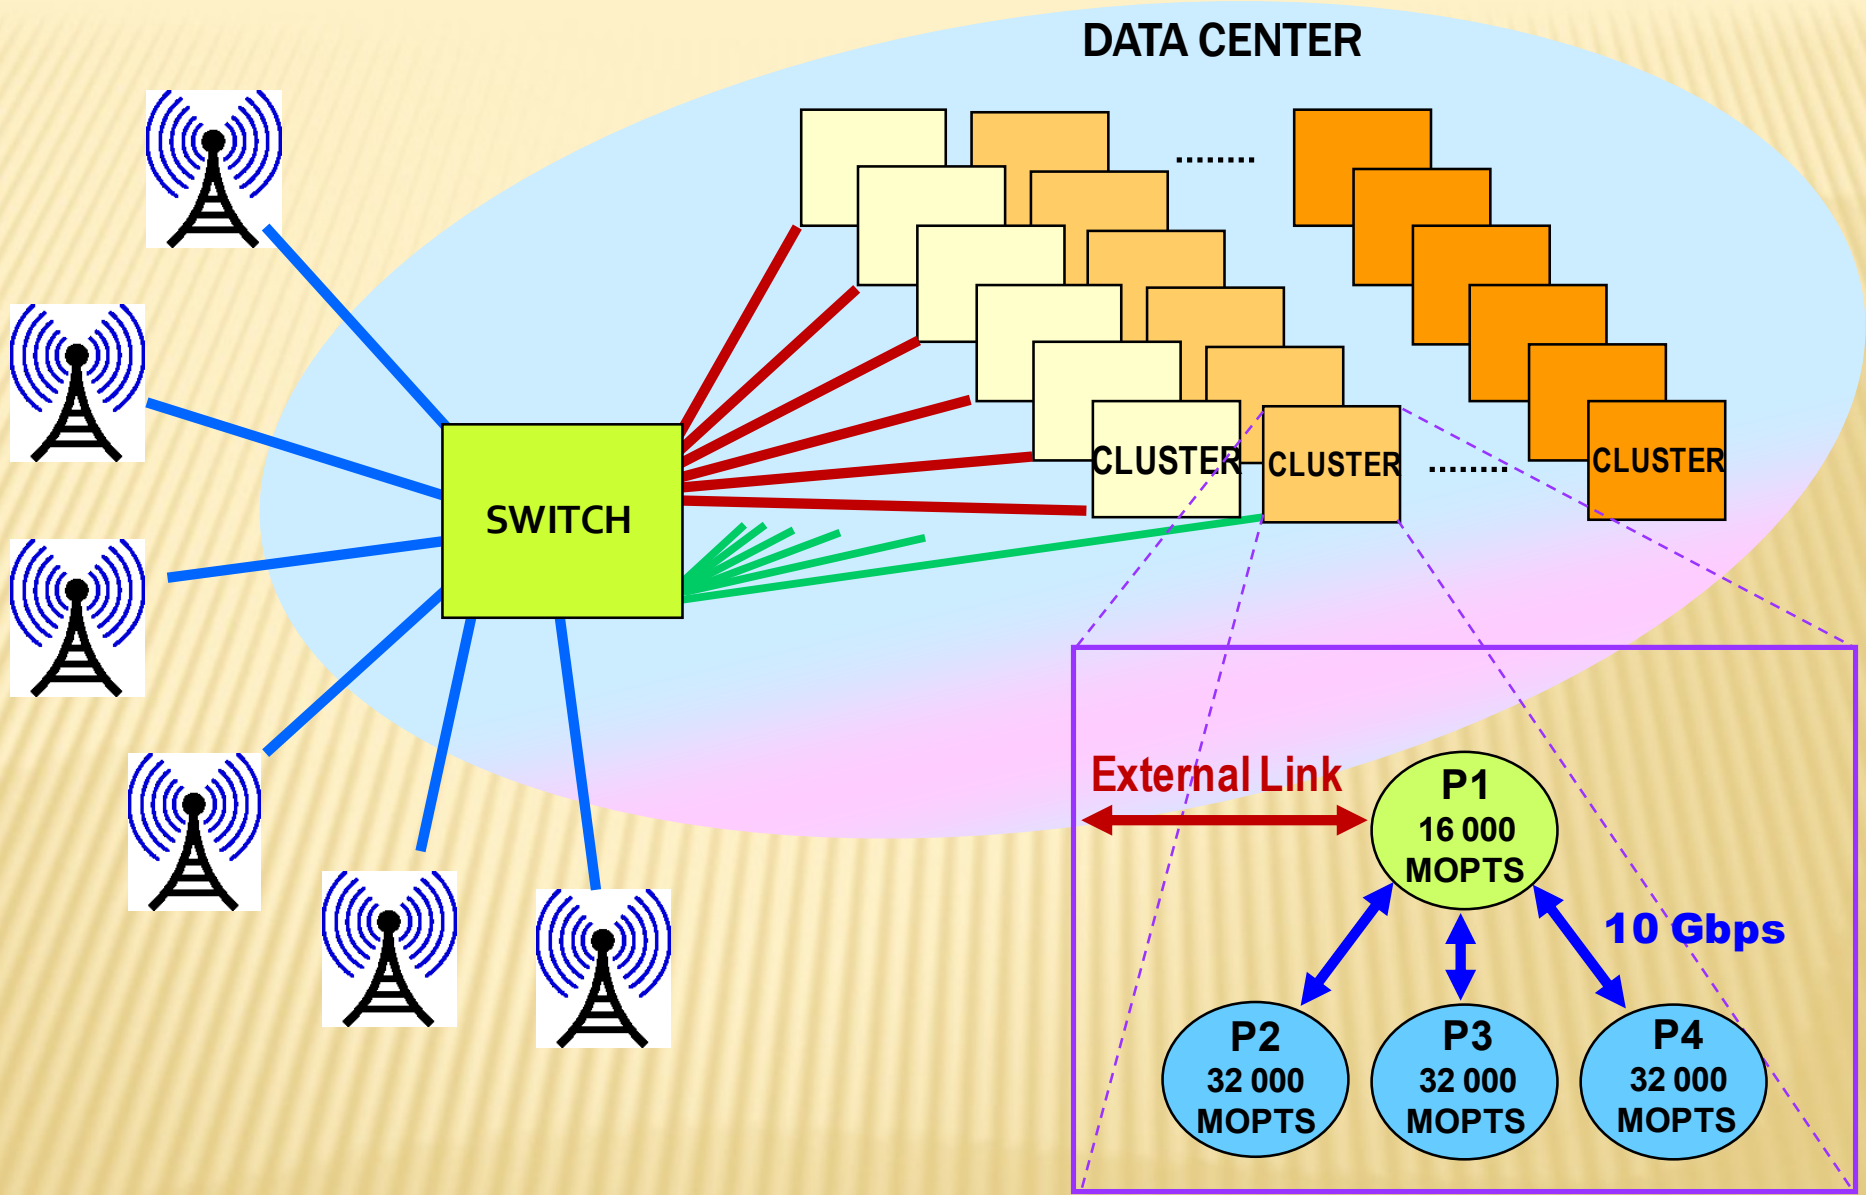 DATA CENTER
........
CLUSTER
CLUSTER
........
CLUSTER
SWITCH
External Link
P1
16 000
MOPTS
10 Gbps
P2
32 000
MOPTS
P3
32 000
MOPTS
P4
32 000
MOPTS